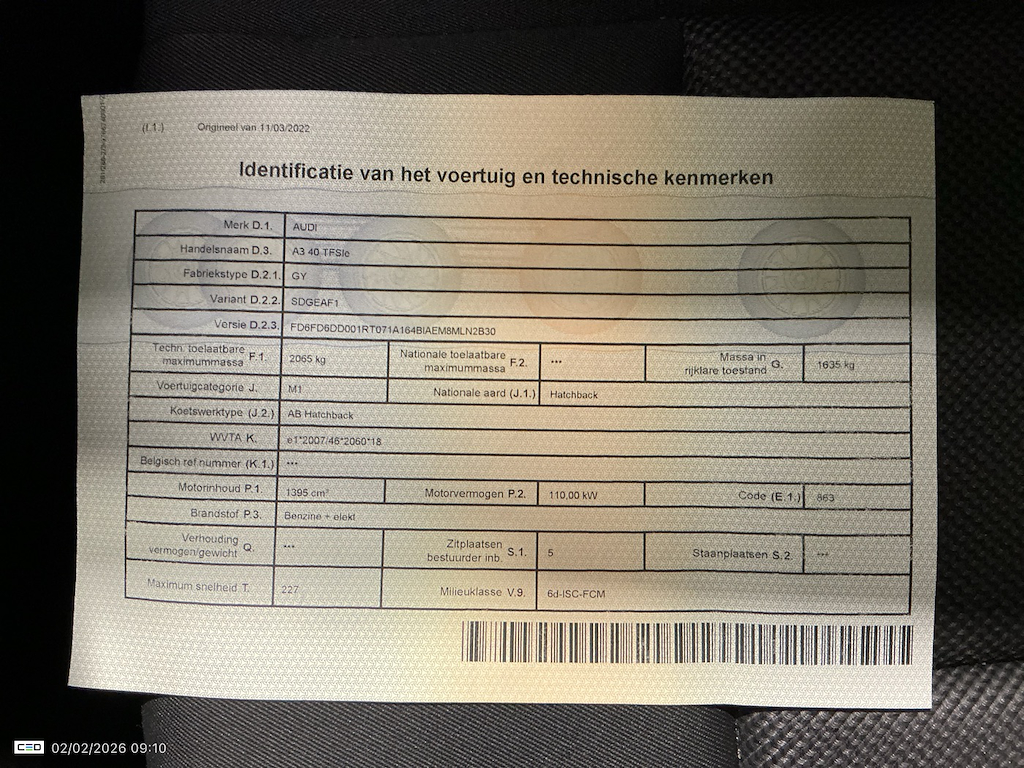 (I.1.) Origineel van 11/03/2022
Identificatie van het voertuig en technische kenmerken
Merk D.1. AUDI
Handelsnaam D.3. A3 40 TFSIe
Fabriekstype D.2.1. GY
Variant D.2.2. SDGEAF1
Versie D.2.3. FD6FD6DD001RT071A164BIAEM8MLN2B30
Techn. toelaatbare maximummassa F.1. 2065 kg Nationale toelaatbare maximummassa F.2. *** Massa in rijklare toestand G. 1635 kg
Voertuigcategorie J. M1 Nationale aard (J.1.) Hatchback
Koetswerktype (J.2.) AB Hatchback
WVTA K. e1*2007/46*2060*18
Belgisch ref.nummer (K.1.) ***
Motorinhoud P.1. 1395 cm³ Motorvermogen P.2. 110,00 kW Code (E.1.) 863
Brandstof P.3. Benzine + elekt
Verhouding vermogen/gewicht Q. *** Zitplaatsen bestuurder inb. S.1. 5 Staanplaatsen S.2. ***
Maximum snelheid T. 227 Milieuklasse V.9. 6d-ISC-FCM
CEO 02/02/2026 09:10